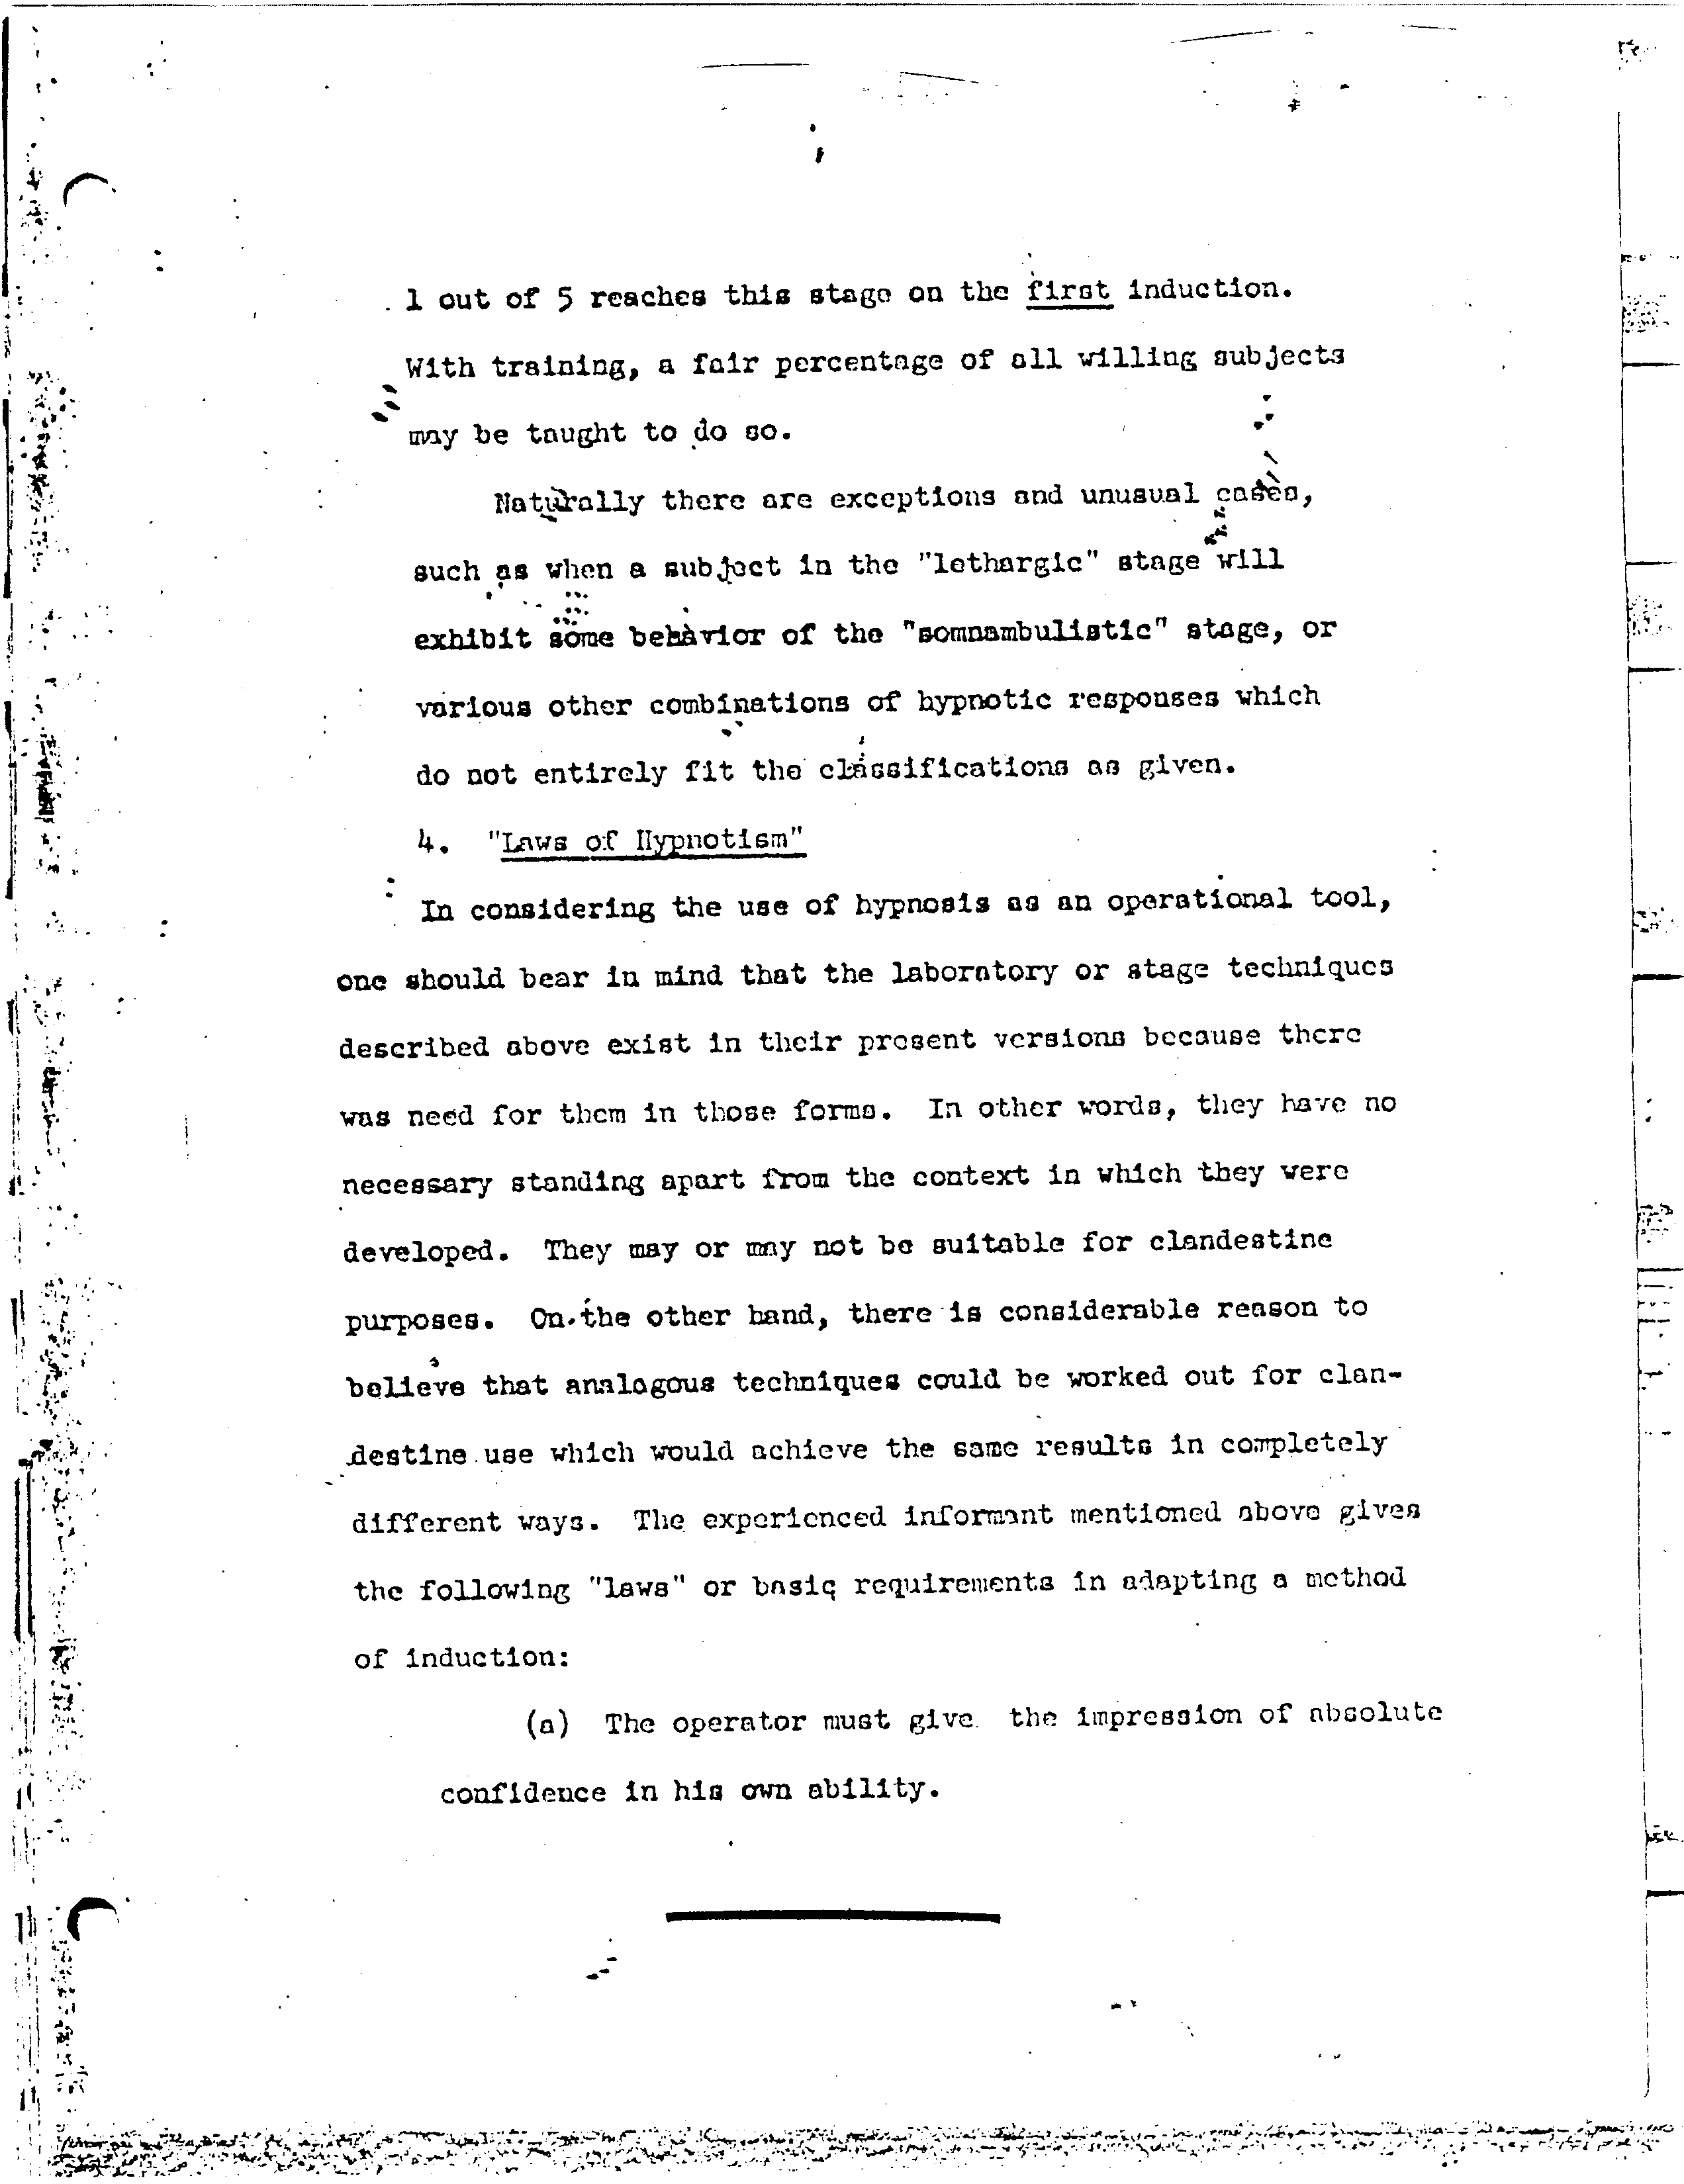 1 out of 5 reaches this stage on the first induction.
With training, a fair percentage of all willing subjects
may be taught to do so.
Naturally there are exceptions and unusual cases,
such as when a subject in the "lethargic" stage will
exhibit some behavior of the "somnambulistic" stage, or
various other combinations of hypnotic responses which
do not entirely fit the classifications as given.
4. "Laws of Hypnotism"
In considering the use of hypnosis as an operational tool,
one should bear in mind that the laboratory or stage techniques
described above exist in their present versions because there
was need for them in those forms. In other words, they have no
necessary standing apart from the context in which they were
developed. They may or may not be suitable for clandestine
purposes. On the other hand, there is considerable reason to
believe that analogous techniques could be worked out for clan-
destine use which would achieve the same results in completely
different ways. The experienced informant mentioned above gives
the following "laws" or basic requirements in adapting a method
of induction:
(a) The operator must give the impression of absolute
confidence in his own ability.